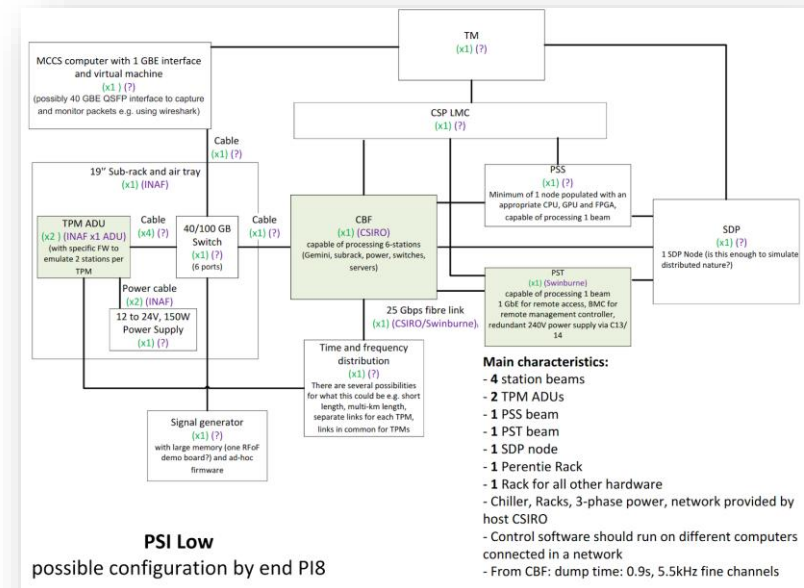 TM
(x1) (?)
MCCS computer with 1 GBE interface
and virtual machine
(x1 ) (?)
(possibly 40 GBE QSFP interface to capture
and monitor packets e.g. using wireshark)
CSP LMC
(x1) (?)
Cable
(x1) (?)
19" Sub-rack and air tray
(x1) (INAF)
TPM ADU
(x2 ) (INAF x1 ADU)
(with specific FW to
emulate 2 stations per
TPM
Cable
(x4) (?)
40/100 GB
Switch
(x1) (?)
(6 ports)
Cable
(x1) (?)
Power cable
(x2) (INAF)
12 to 24V, 150W
Power Supply
(x1) (?)
CBF
(x1) (CSIRO)
capable of processing 6-stations
(Gemini, subrack, power, switches,
servers)
PSS
(x1) (?)
Minimum of 1 node populated with an
appropriate CPU, GPU and FPGA,
capable of processing 1 beam
SDP
(x1) (?)
1 SDP Node (is this enough to simulate
distributed nature?)
PST
(x1) (Swinburne)
capable of processing 1 beam
1 GbE for remote access, BMC for
remote management controller,
redundant 240V power supply via C13/
14
25 Gbps fibre link
(x1) (CSIRO/Swinburne)
Time and frequency
distribution
(x1) (?)
There are several possibilities
for what this could be e.g. short
length, multi-km length,
separate links for each TPM,
links in common for TPMs
Signal generator
(x1) (?)
with large memory (one RFoF
demo board?) and ad-hoc
firmware
Main characteristics:
- 4 station beams
- 2 TPM ADUs
- 1 PSS beam
- 1 PST beam
- 1 SDP node
- 1 Perentie Rack
- 1 Rack for all other hardware
- Chiller, Racks, 3-phase power, network provided by
host CSIRO
- Control software should run on different computers
connected in a network
- From CBF: dump time: 0.9s, 5.5kHz fine channels
PSI Low
possible configuration by end PI8